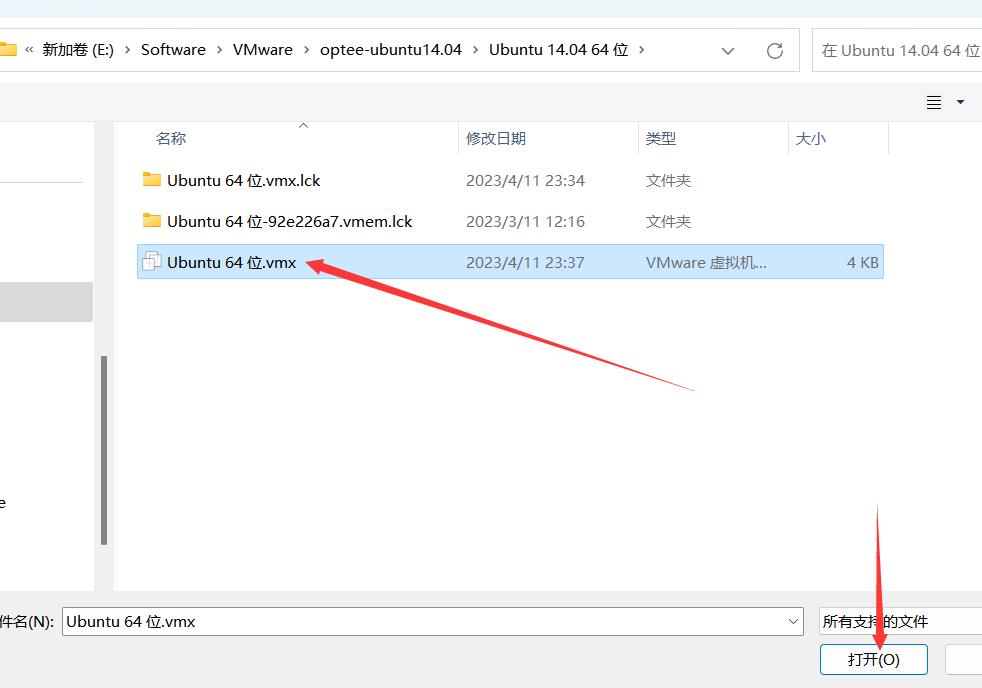 « 新加卷 (E:) › Software › VMware › optee-ubuntu14.04 › Ubuntu 14.04 64 位 ›
在 Ubuntu 14.04 64 位
名称 修改日期 类型 大小
Ubuntu 64 位.vmx.lck 2023/4/11 23:34 文件夹
Ubuntu 64 位-92e226a7.vmem.lck 2023/3/11 12:16 文件夹
Ubuntu 64 位.vmx 2023/4/11 23:37 VMware 虚拟机... 4 KB
e
件名(N): Ubuntu 64 位.vmx 所有支持的文件
打开(O)